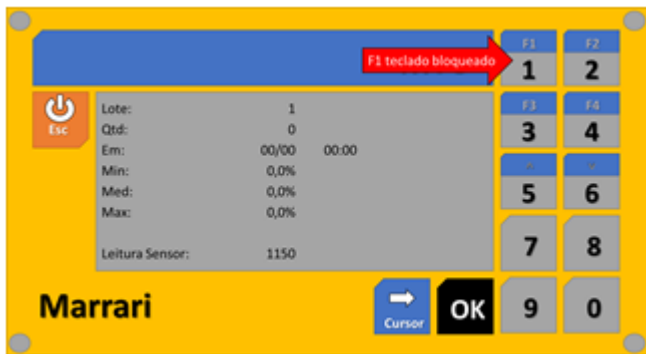 F1 teclado bloqueado
F1 F2
1 2
Esc
F3 F4
3 4
Lote: 1
Qtd: 0
Em: 00/00 00:00
Min: 0,0%
Med: 0,0%
Max: 0,0%
Leitura Sensor: 1150
5 6
7 8
Marrari
Cursor
OK
9 0